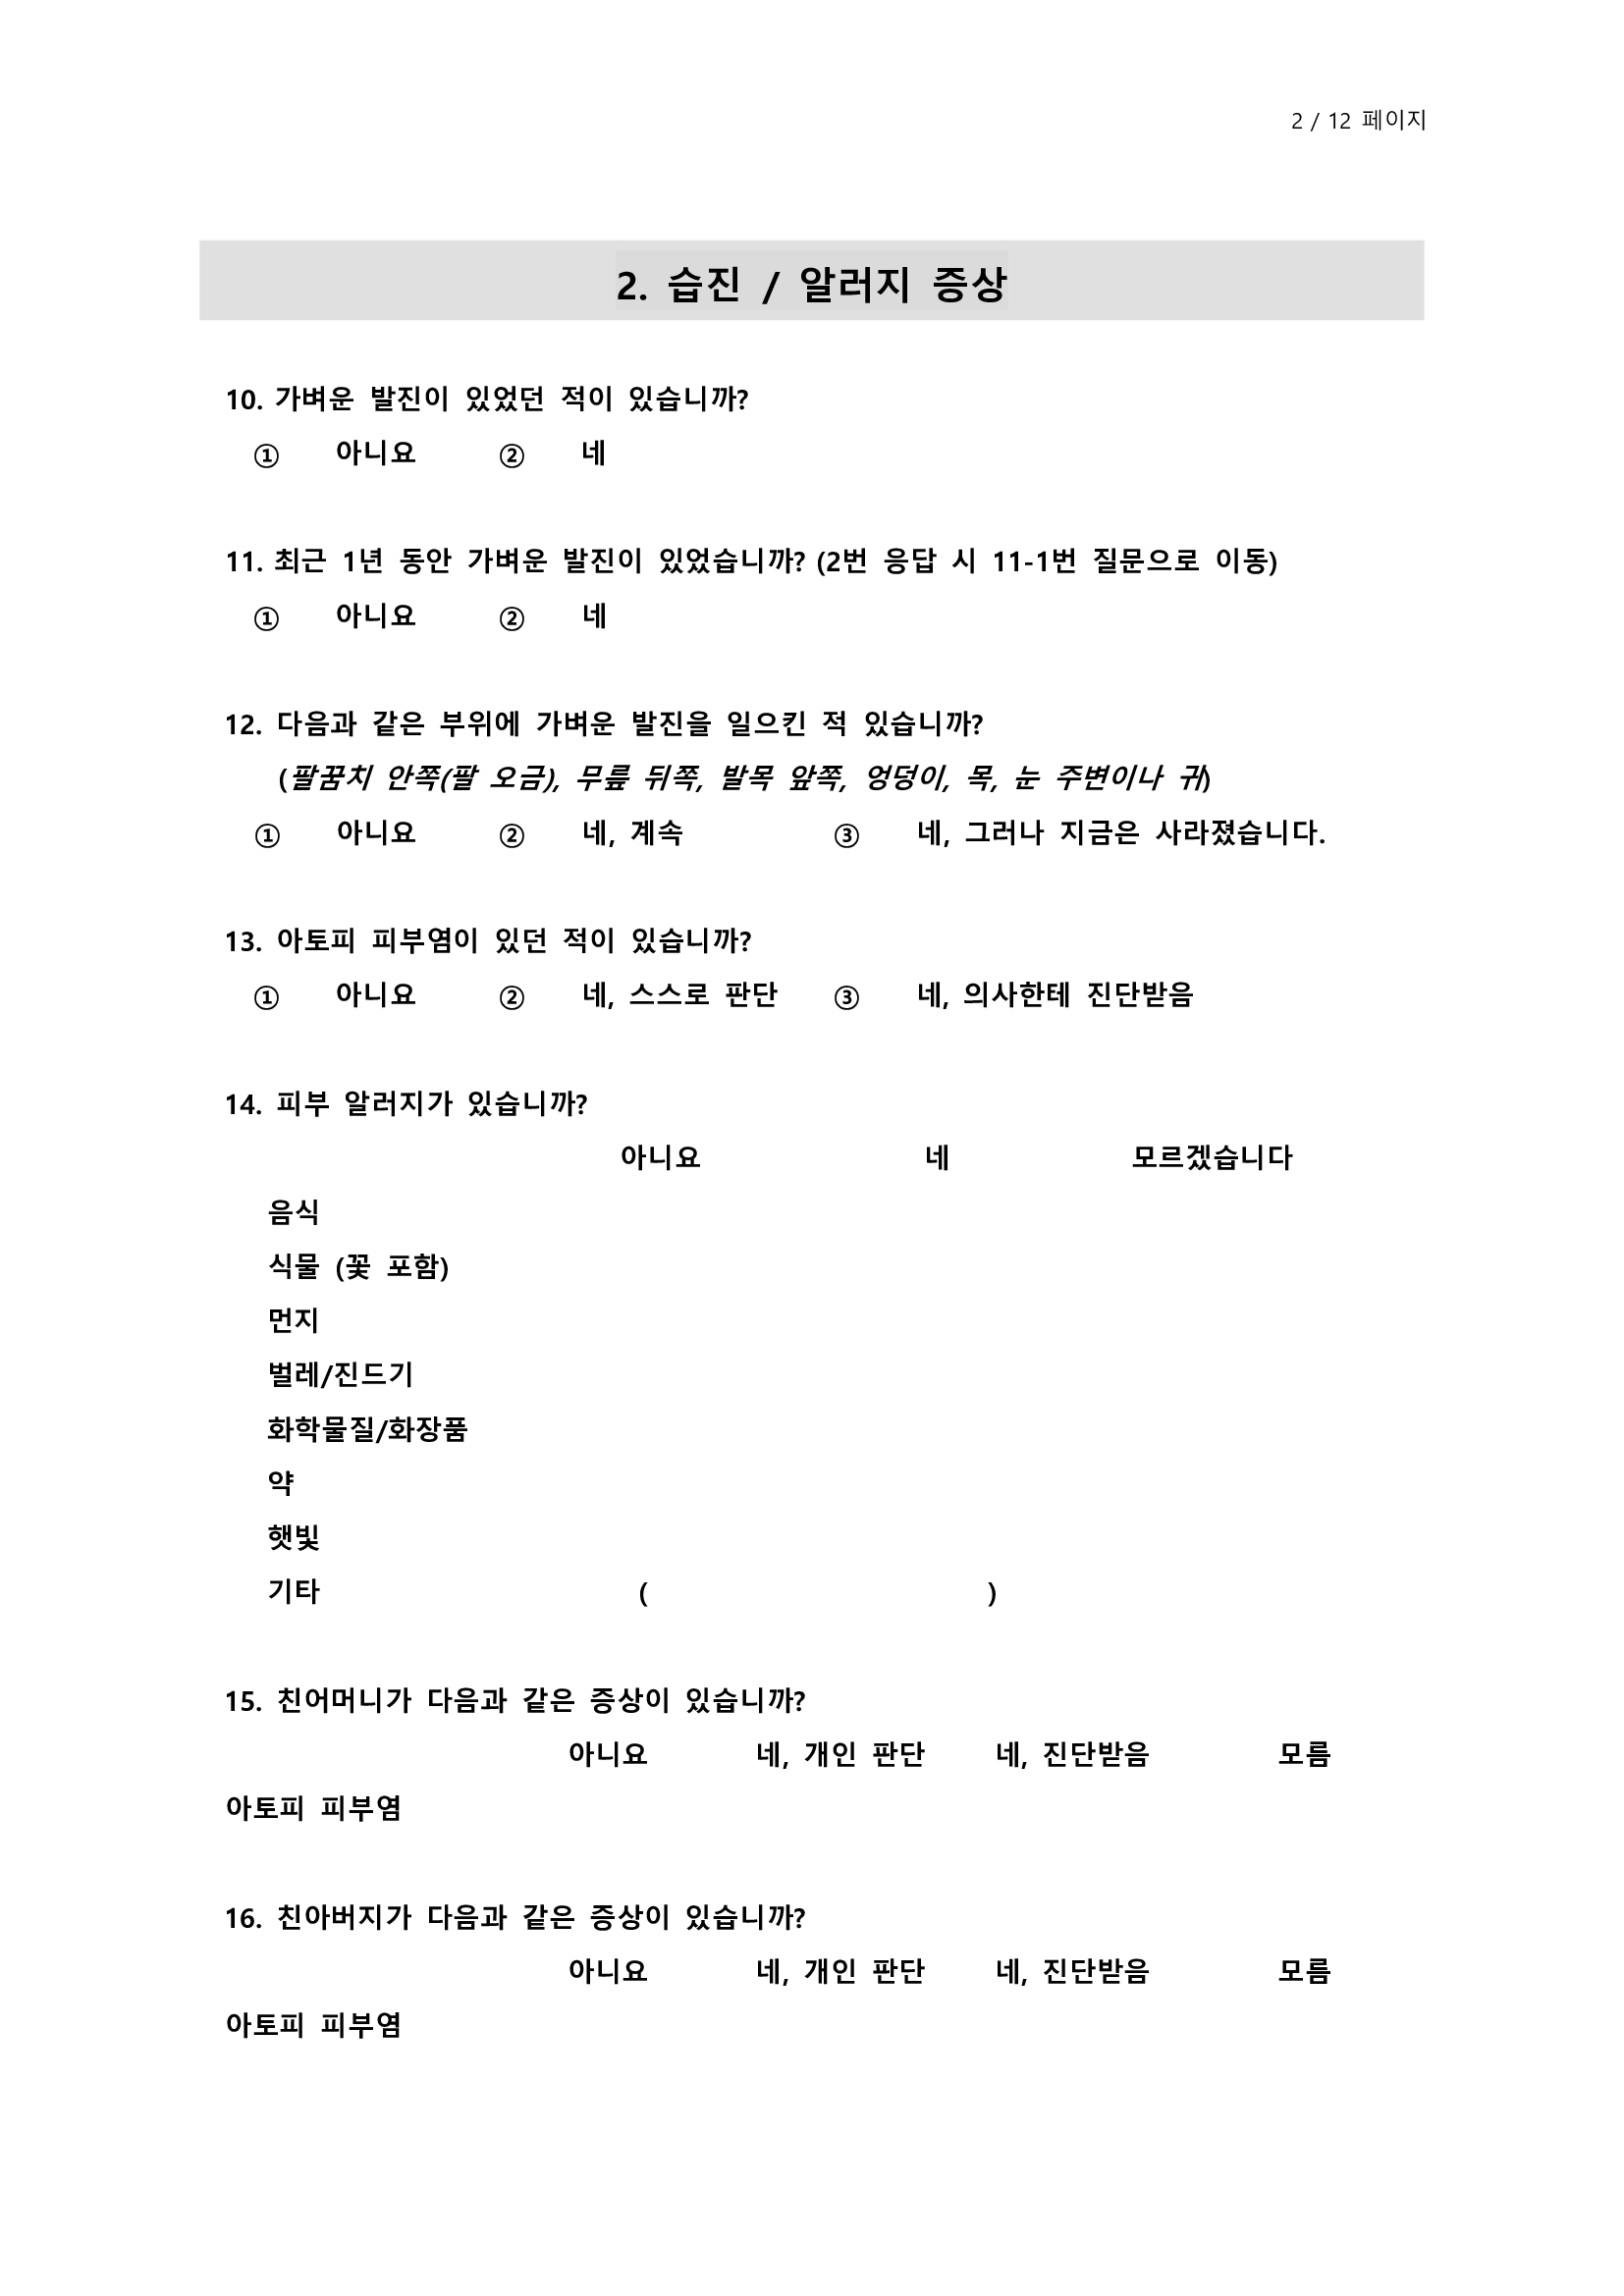 2 / 12 페이지
2. 습진 / 알러지 증상
10. 가벼운 발진이 있었던 적이 있습니까?
① 아니요 ② 네
11. 최근 1년 동안 가벼운 발진이 있었습니까? (2번 응답 시 11-1번 질문으로 이동)
① 아니요 ② 네
12. 다음과 같은 부위에 가벼운 발진을 일으킨 적 있습니까?
(팔꿈치 안쪽(팔 오금), 무릎 뒤쪽, 발목 앞쪽, 엉덩이, 목, 눈 주변이나 귀)
① 아니요 ② 네, 계속 ③ 네, 그러나 지금은 사라졌습니다.
13. 아토피 피부염이 있던 적이 있습니까?
① 아니요 ② 네, 스스로 판단 ③ 네, 의사한테 진단받음
14. 피부 알러지가 있습니까?
아니요 네 모르겠습니다
음식
식물 (꽃 포함)
먼지
벌레/진드기
화학물질/화장품
약
햇빛
기타 ( )
15. 친어머니가 다음과 같은 증상이 있습니까?
아니요 네, 개인 판단 네, 진단받음 모름
아토피 피부염
16. 친아버지가 다음과 같은 증상이 있습니까?
아니요 네, 개인 판단 네, 진단받음 모름
아토피 피부염